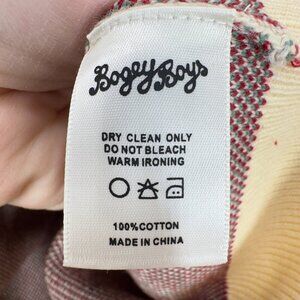 Bogey Boys
DRY CLEAN ONLY
DO NOT BLEACH
WARM IRONING
100%COTTON
MADE IN CHINA